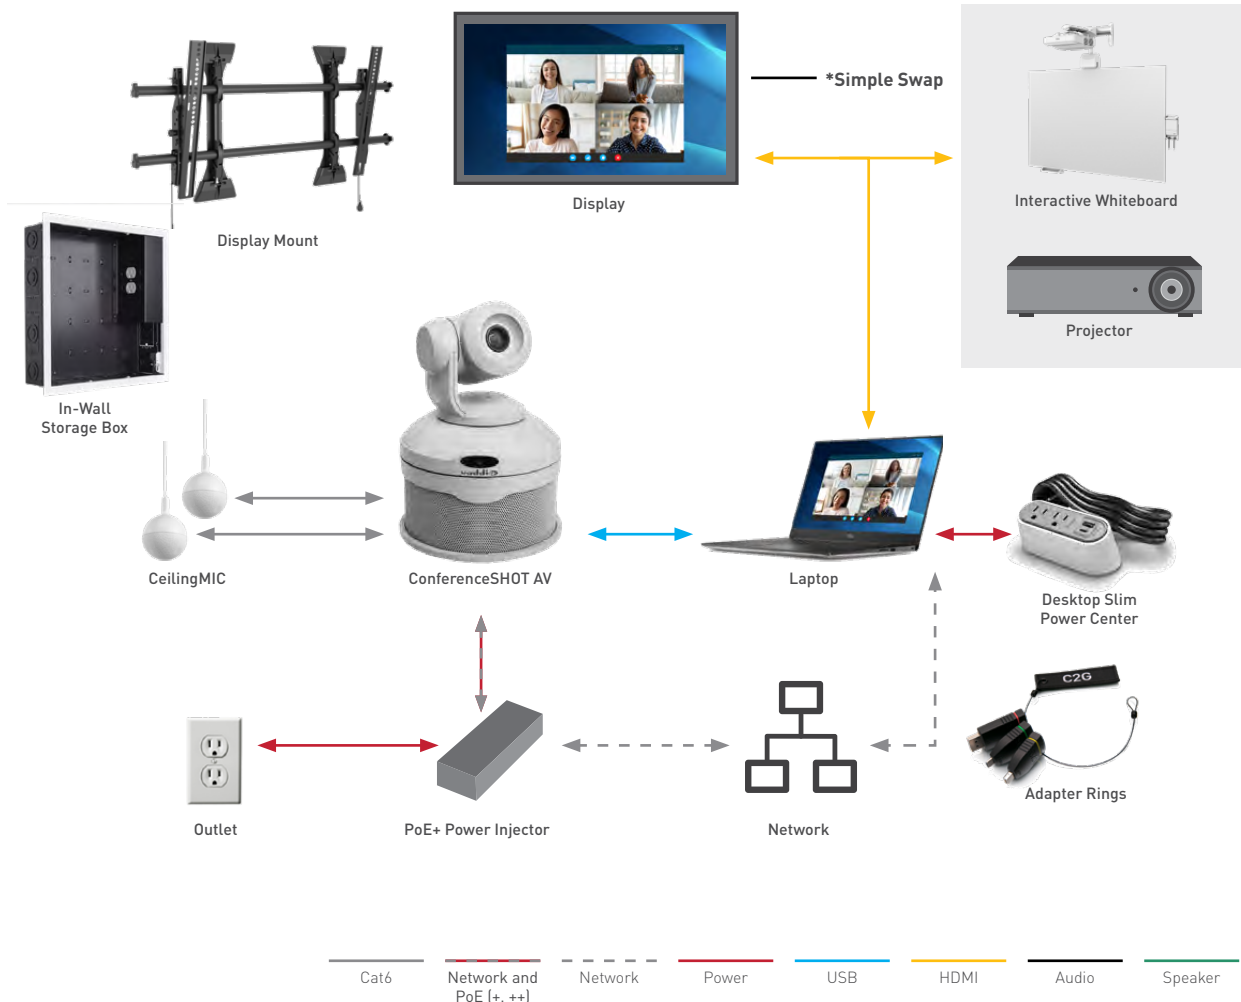 *Simple Swap
Display
Interactive Whiteboard
Display Mount
Projector
In-Wall
Storage Box
CeilingMIC
ConferenceSHOT AV
Laptop
Desktop Slim
Power Center
C2G
Adapter Rings
Outlet
PoE+ Power Injector
Network
Cat6
Network and
PoE (+, ++)
Network
Power
USB
HDMI
Audio
Speaker